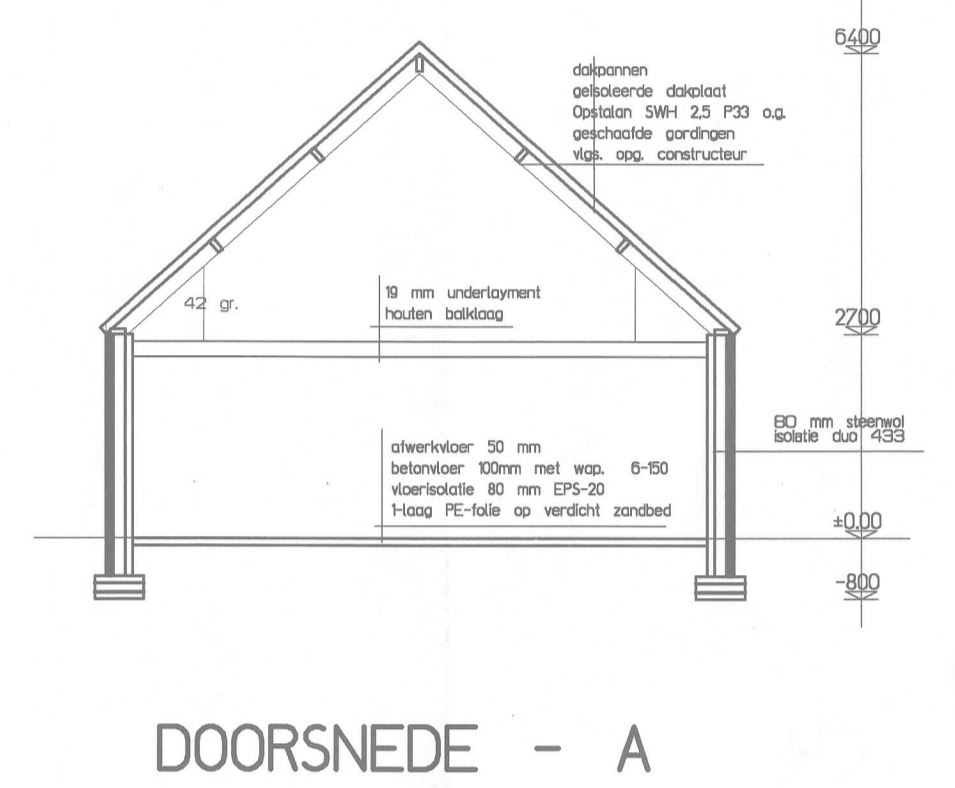 6400
dakpannen
geisoleerde dakplaat
Opstalan SWH 2,5 P33 o.g.
geschaafde gordingen
vlgs. opg. constructeur
42 gr.
19 mm underlayment
houten balklaag
2700
80 mm steenwol
isolatie duo 433
afwerkvloer 50 mm
betonvloer 100mm met wap. 6-150
vloerisolatie 80 mm EPS-20
1-laag PE-folie op verdicht zandbed
±0.00
-800
DOORSNEDE - A